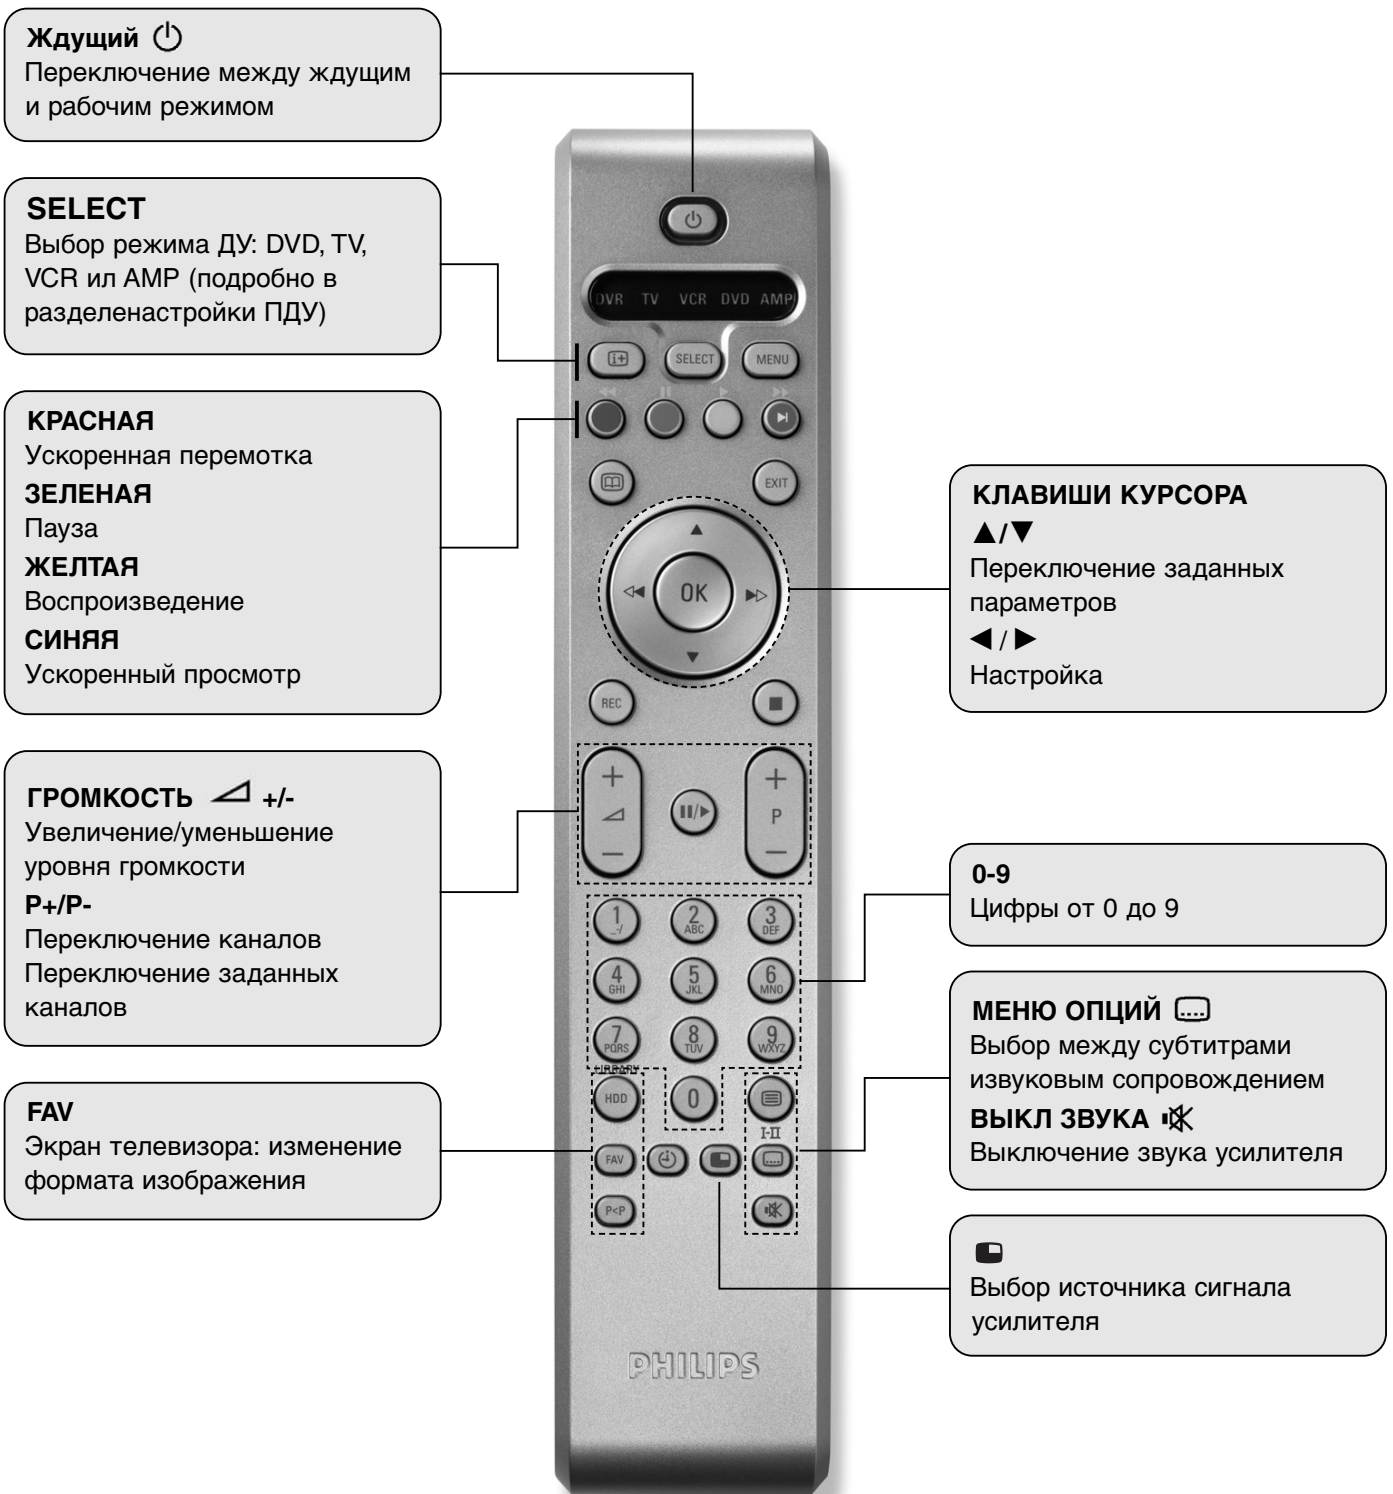 Ждущий
Переключение между ждущим
и рабочим режимом
SELECT
Выбор режима ДУ: DVD, TV,
VCR ил AMP (подробно в
разделенастройки ПДУ)
КРАСНАЯ
Ускоренная перемотка
ЗЕЛЕНАЯ
Пауза
ЖЕЛТАЯ
Воспроизведение
СИНЯЯ
Ускоренный просмотр
ГРОМКОСТЬ +/-
Увеличение/уменьшение
уровня громкости
P+/P-
Переключение каналов
Переключение заданных
каналов
FAV
Экран телевизора: изменение
формата изображения
DVR TV VCR DVD AMP
i+ SELECT MENU
EXIT
OK
REC
+ +
P
- -
1 2 3
_-/ ABC DEF
4 5 6
GHI JKL MNO
7 8 9
PQRS TUV WXYZ
LIBRARY
HDD 0
I-II
FAV
P<P
PHILIPS
КЛАВИШИ КУРСОРА
▲/▼
Переключение заданных
параметров
◀ / ▶
Настройка
0-9
Цифры от 0 до 9
МЕНЮ ОПЦИЙ
Выбор между субтитрами
извуковым сопровождением
ВЫКЛ ЗВУКА
Выключение звука усилителя
Выбор источника сигнала
усилителя